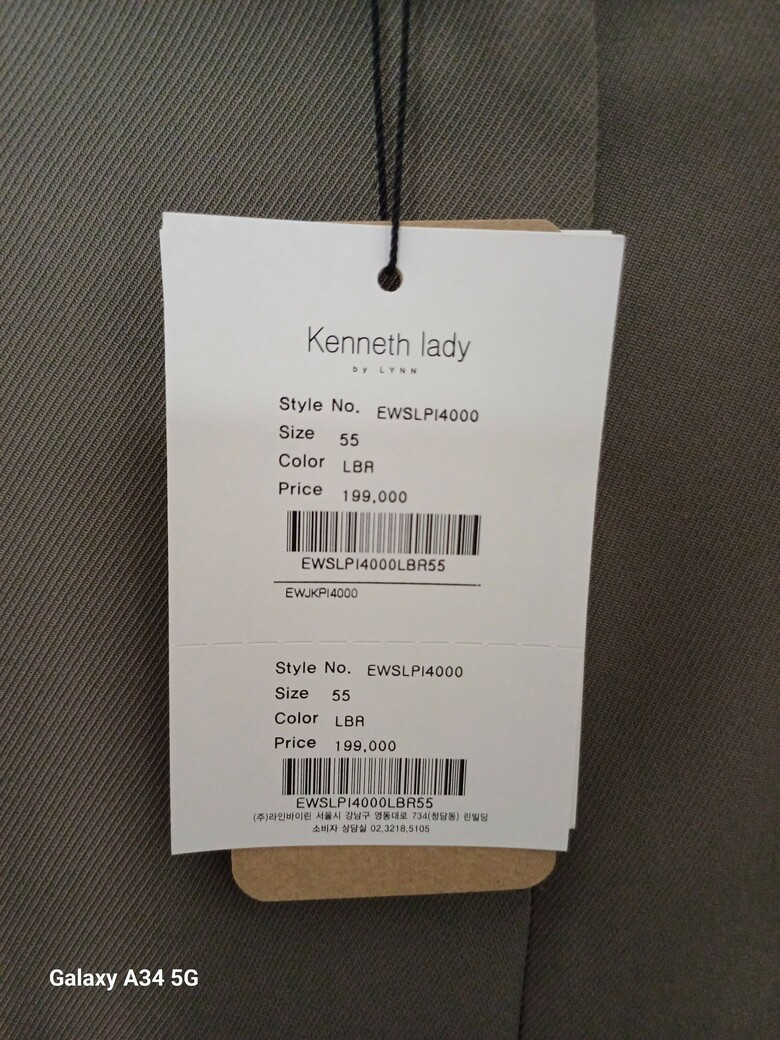 Kenneth lady
by LYNN
Style No. EWSLPI4000
Size 55
Color LBR
Price 199,000
EWSLPI4000LBR55
EWJKPI4000
Style No. EWSLPI4000
Size 55
Color LBR
Price 199,000
EWSLPI4000LBR55
(주)라인바이린 서울시 강남구 영동대로 734(청담동) 린빌딩
소비자 상담실 02.3218.5105
Galaxy A34 5G